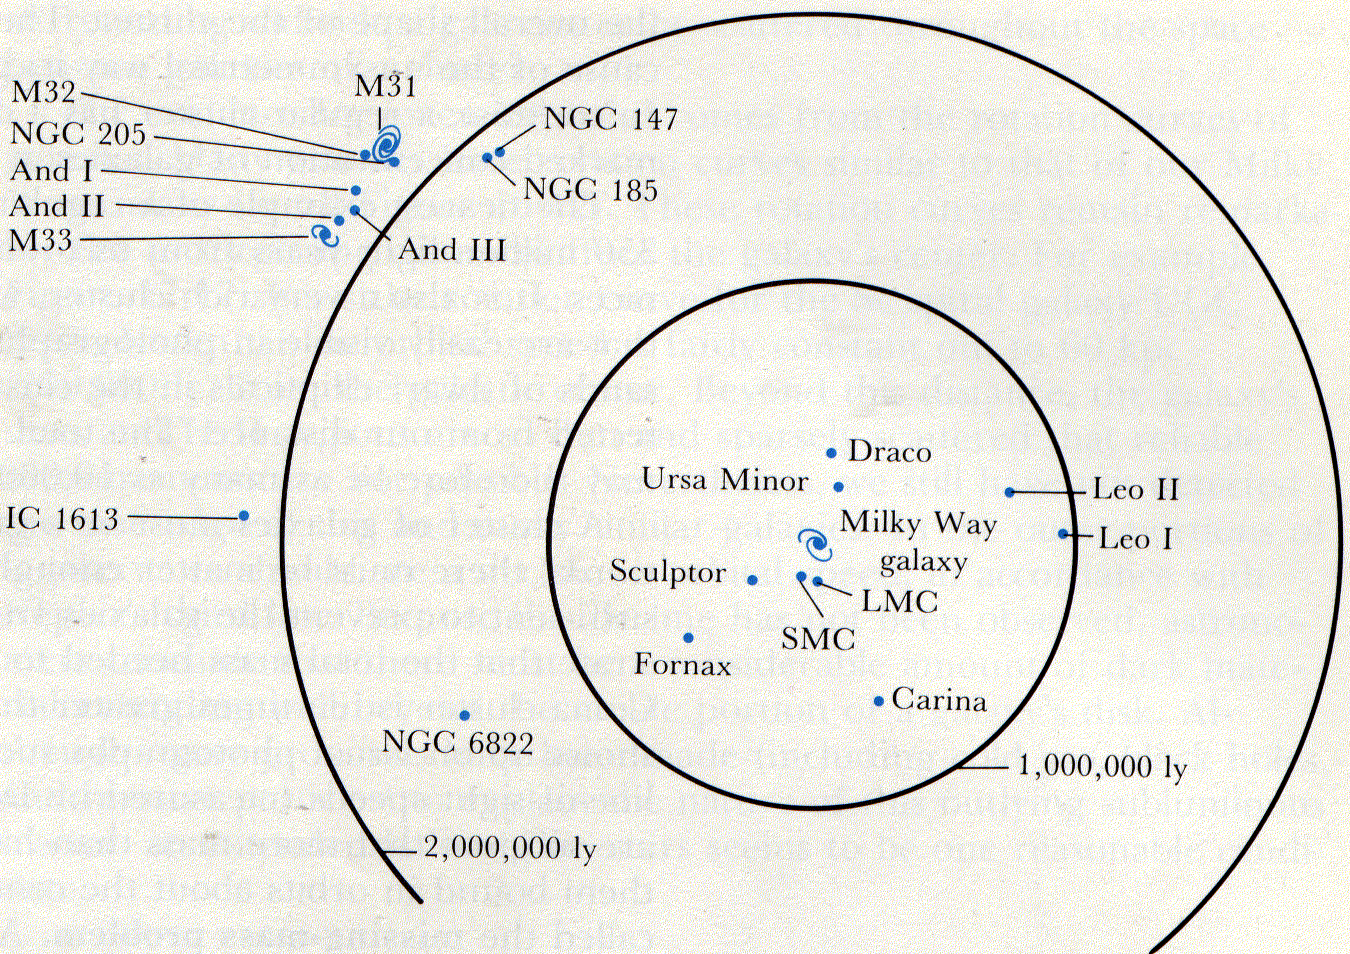 M32
M31
NGC 205
And I
And II
M33
And III
NGC 147
NGC 185
IC 1613
Draco
Ursa Minor
Leo II
Milky Way
galaxy
Leo I
Sculptor
LMC
SMC
Fornax
Carina
NGC 6822
1,000,000 ly
2,000,000 ly